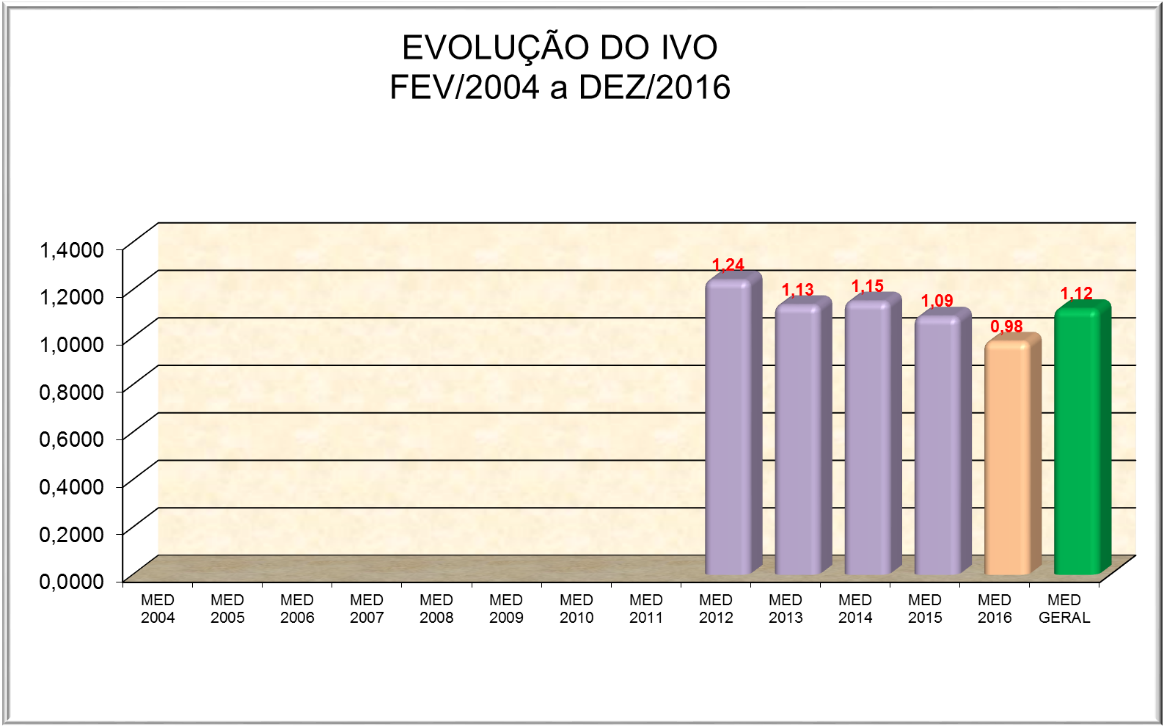 EVOLUÇÃO DO IVO
FEV/2004 a DEZ/2016
1,4000
1,2000
1,0000
0,8000
0,6000
0,4000
0,2000
0,0000
1,24
1,13
1,15
1,09
0,98
1,12
MED
2004
MED
2005
MED
2006
MED
2007
MED
2008
MED
2009
MED
2010
MED
2011
MED
2012
MED
2013
MED
2014
MED
2015
MED
2016
MED
GERAL